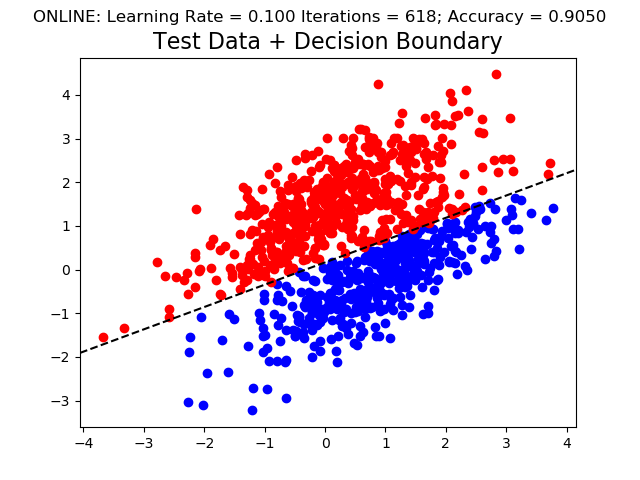 ONLINE: Learning Rate = 0.100 Iterations = 618; Accuracy = 0.9050
Test Data + Decision Boundary
4
3
2
1
0
−1
−2
−3
−4 −3 −2 −1 0 1 2 3 4